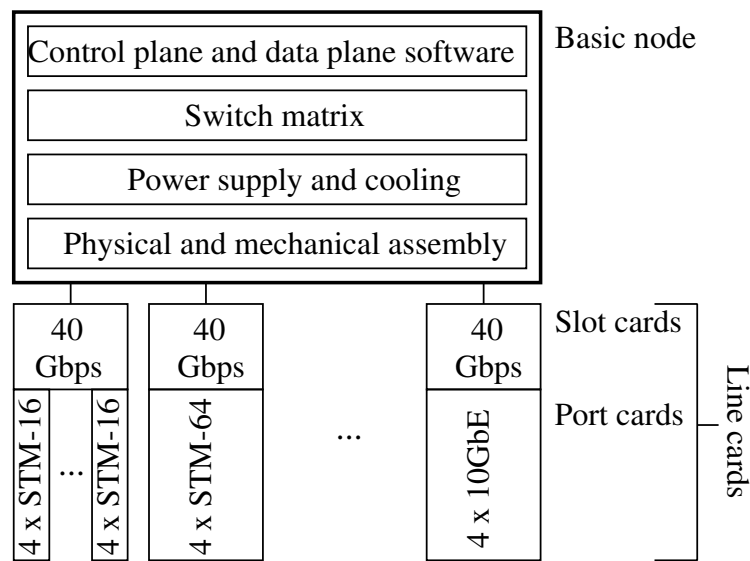 Control plane and data plane software
Basic node
Switch matrix
Power supply and cooling
Physical and mechanical assembly
40
Gbps
40
Gbps
40
Gbps
Slot cards
4 x STM-16
...
4 x STM-16
4 x STM-64
...
4 x 10GbE
Port cards
Line cards